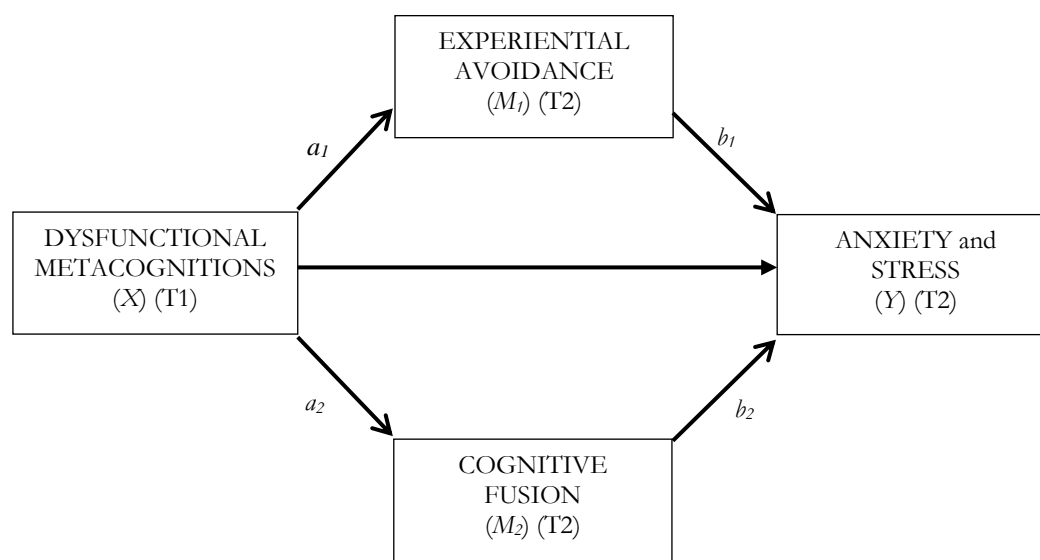 EXPERIENTIAL
AVOIDANCE
(M1) (T2)
a1
b1
DYSFUNCTIONAL
METACOGNITIONS
(X) (T1)
ANXIETY and
STRESS
(Y) (T2)
a2
b2
COGNITIVE
FUSION
(M2) (T2)